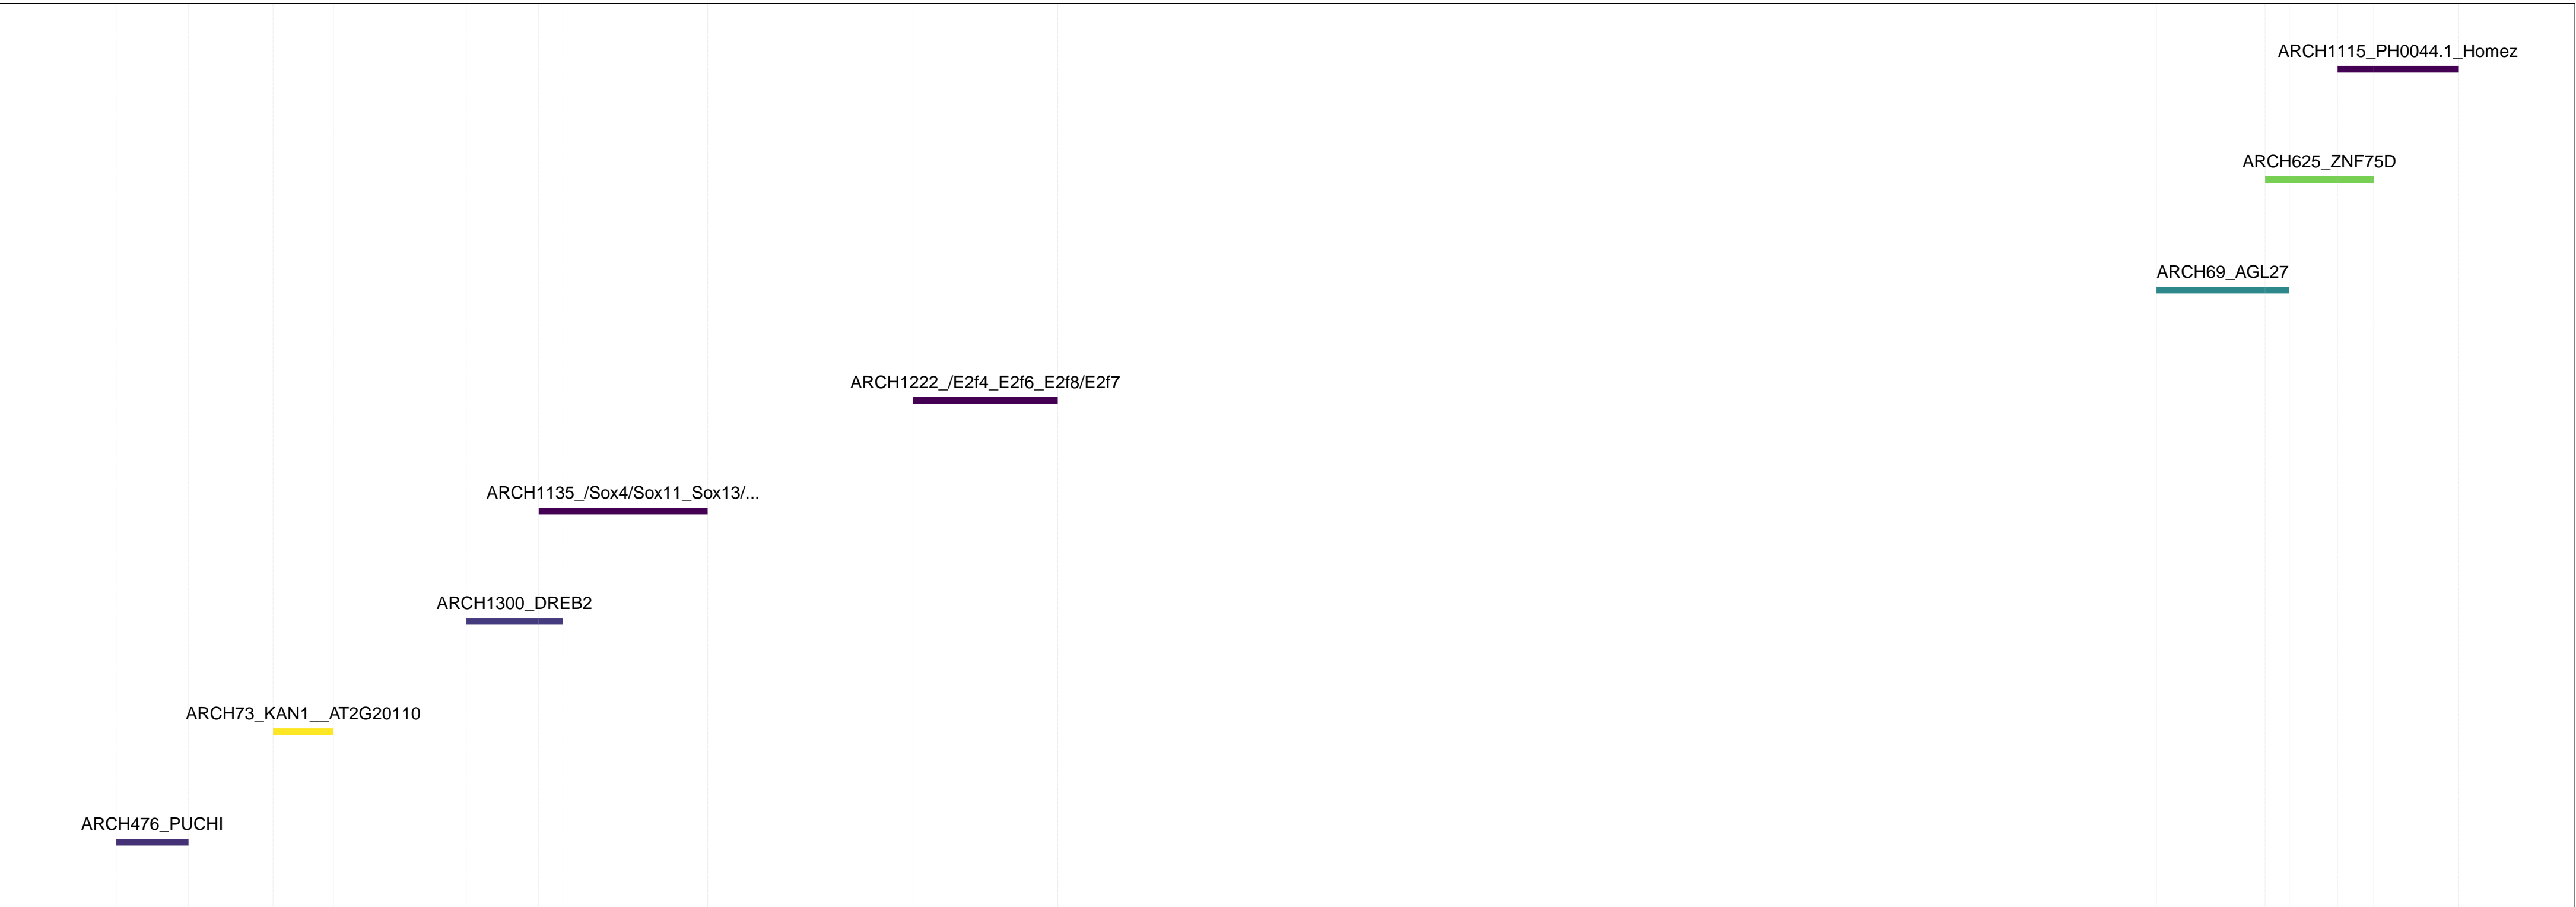 ARCH1115_PH0044.1_Homez
ARCH625_ZNF75D
ARCH69_AGL27
ARCH1222_/E2f4_E2f6_E2f8/E2f7
ARCH1135_/Sox4/Sox11_Sox13/...
ARCH1300_DREB2
ARCH73_KAN1__AT2G20110
ARCH476_PUCHI